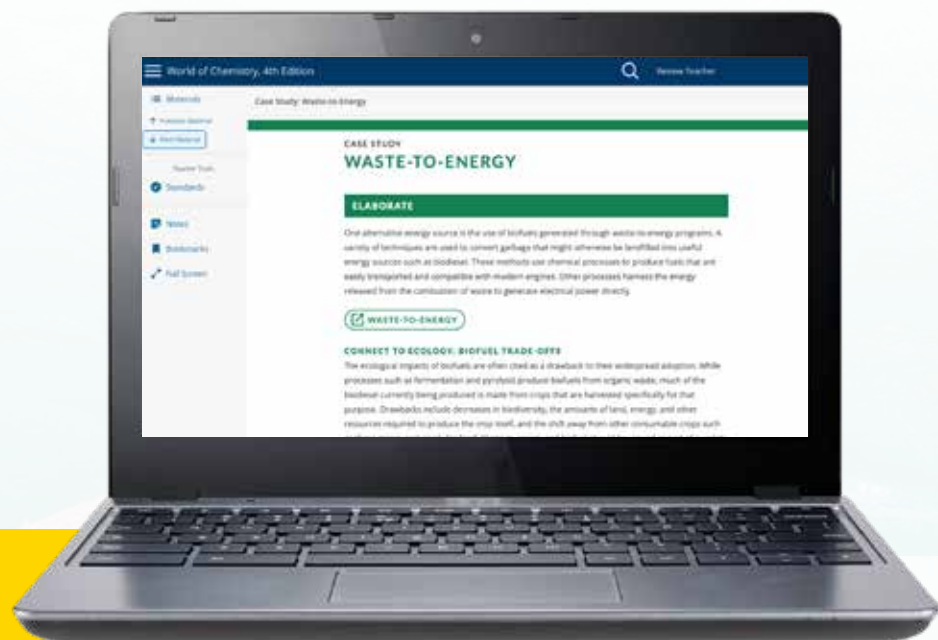 World of Chemistry, 4th Edition
Review Teacher
Materials
Case Study: Waste-to-Energy
Previous Material
Next Material
Teacher Tools
Standards
Notes
Bookmarks
Full Screen
CASE STUDY
WASTE-TO-ENERGY
ELABORATE
One alternative energy source is the use of biofuels generated through waste-to-energy programs. A
variety of techniques are used to convert garbage that might otherwise be landfilled into useful
energy sources such as biodiesel. These methods use chemical processes to produce fuels that are
easily transported and compatible with modern engines. Other processes harness the energy
released from the combustion of waste to generate electrical power directly.
WASTE-TO-ENERGY
CONNECT TO ECOLOGY: BIOFUEL TRADE-OFFS
The ecological impacts of biofuels are often cited as a drawback to their widespread adoption. While
processes such as fermentation and pyrolysis produce biofuels from organic waste, much of the
biodiesel currently being produced is made from crops that are harvested specifically for that
purpose. Drawbacks include decreases in biodiversity, the amounts of land, energy, and other
resources required to produce the crop itself, and the shift away from other consumable crops such